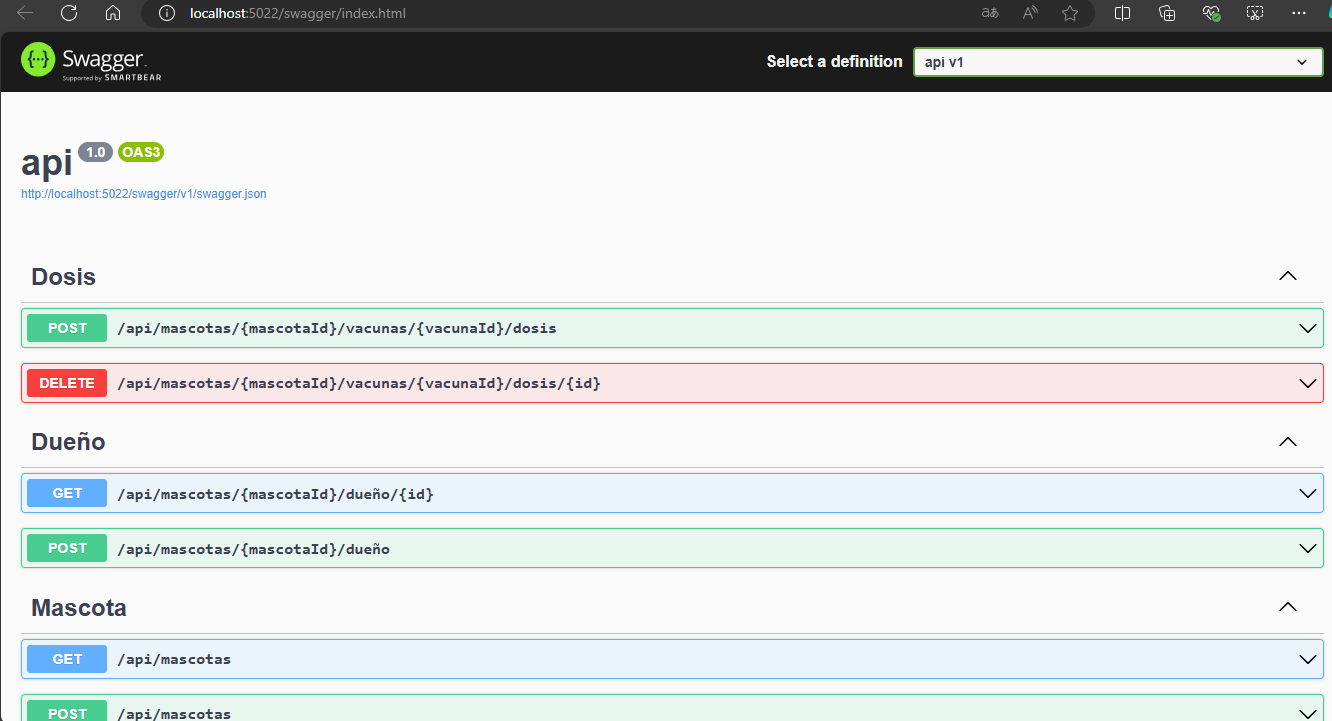 localhost:5022/swagger/index.html
Swagger
Supported by SMARTBEAR
Select a definition
api v1
api 1.0 OAS3
http://localhost:5022/swagger/v1/swagger.json
Dosis
POST /api/mascotas/{mascotaId}/vacunas/{vacunaId}/dosis
DELETE /api/mascotas/{mascotaId}/vacunas/{vacunaId}/dosis/{id}
Dueño
GET /api/mascotas/{mascotaId}/dueño/{id}
POST /api/mascotas/{mascotaId}/dueño
Mascota
GET /api/mascotas
POST /api/mascotas